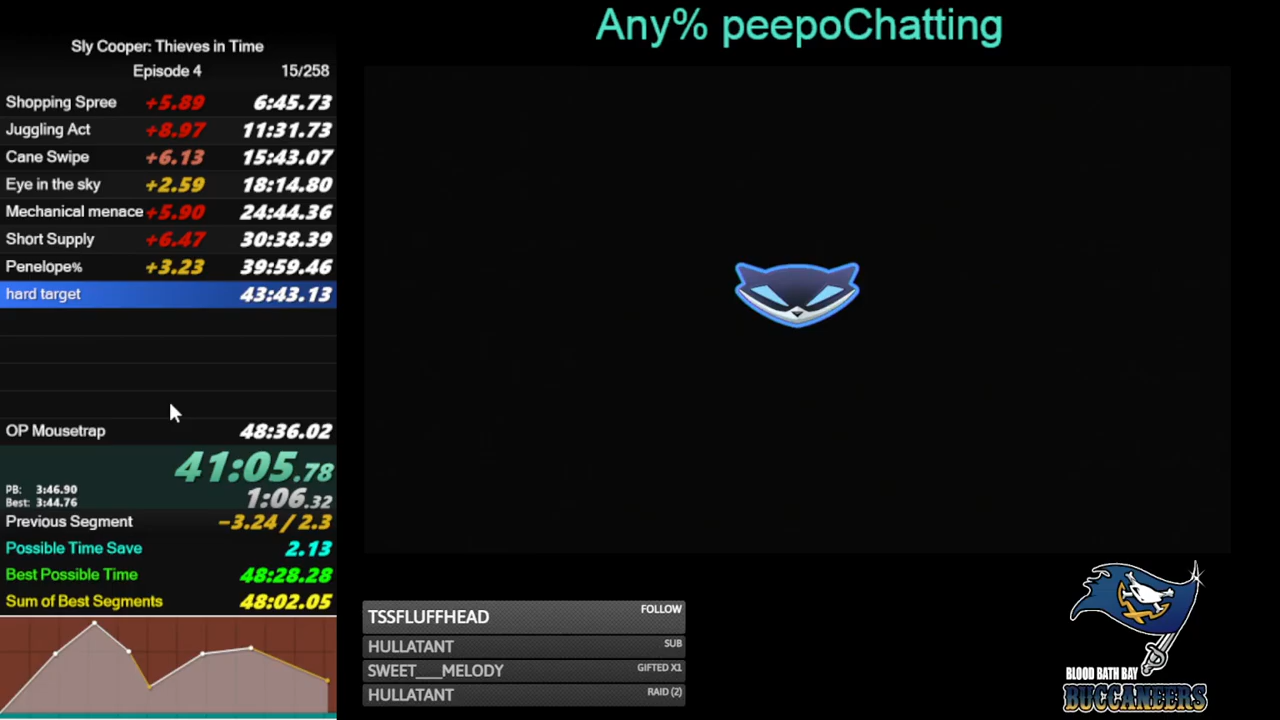 Any% peepoChatting
Sly Cooper: Thieves in Time
Episode 4 15/258
Shopping Spree +5.89 6:45.73
Juggling Act +8.97 11:31.73
Cane Swipe +6.13 15:43.07
Eye in the sky +2.59 18:14.80
Mechanical menace +5.90 24:44.36
Short Supply +6.47 30:38.39
Penelope% +3.23 39:59.46
hard target 43:43.13
OP Mousetrap 48:36.02
41:05.78
PB: 3:46.90
Best: 3:44.76
1:06.32
Previous Segment -3.24 / 2.3
Possible Time Save 2.13
Best Possible Time 48:28.28
Sum of Best Segments 48:02.05
TSSFLUFFHEAD FOLLOW
HULLATANT SUB
SWEET___MELODY GIFTED X1
HULLATANT RAID (2)
BLOOD BATH BAY
BUCCANEERS